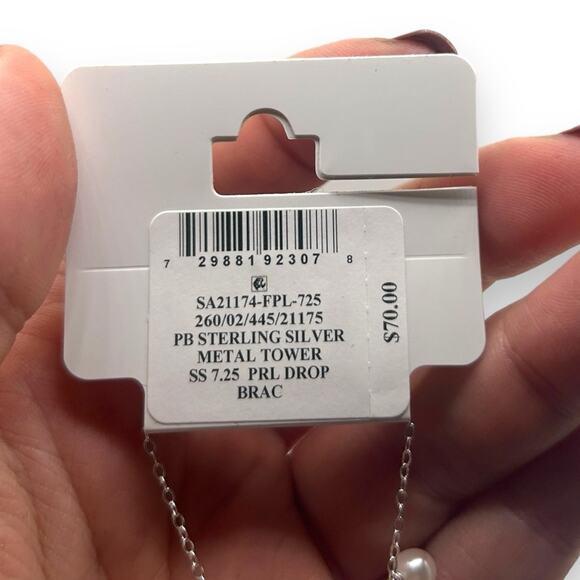 7 29881 92307 8
SA21174-FPL-725
260/02/445/21175
PB STERLING SILVER
METAL TOWER
SS 7.25 PRL DROP
BRAC
$70.00